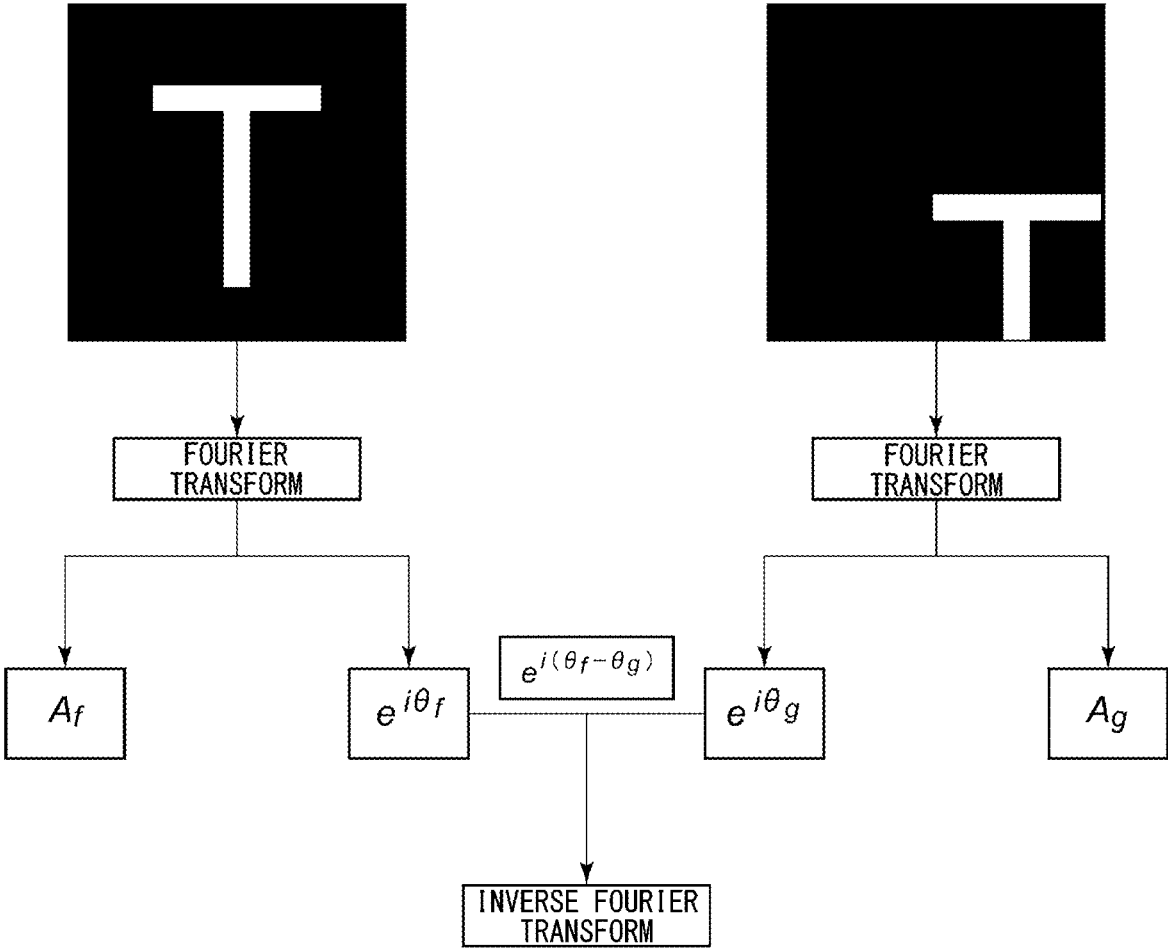 T
T
FOURIER
TRANSFORM
FOURIER
TRANSFORM
e^{i(θ_f−θ_g)}
A_f
e^{iθ_f}
e^{iθ_g}
A_g
INVERSE FOURIER
TRANSFORM